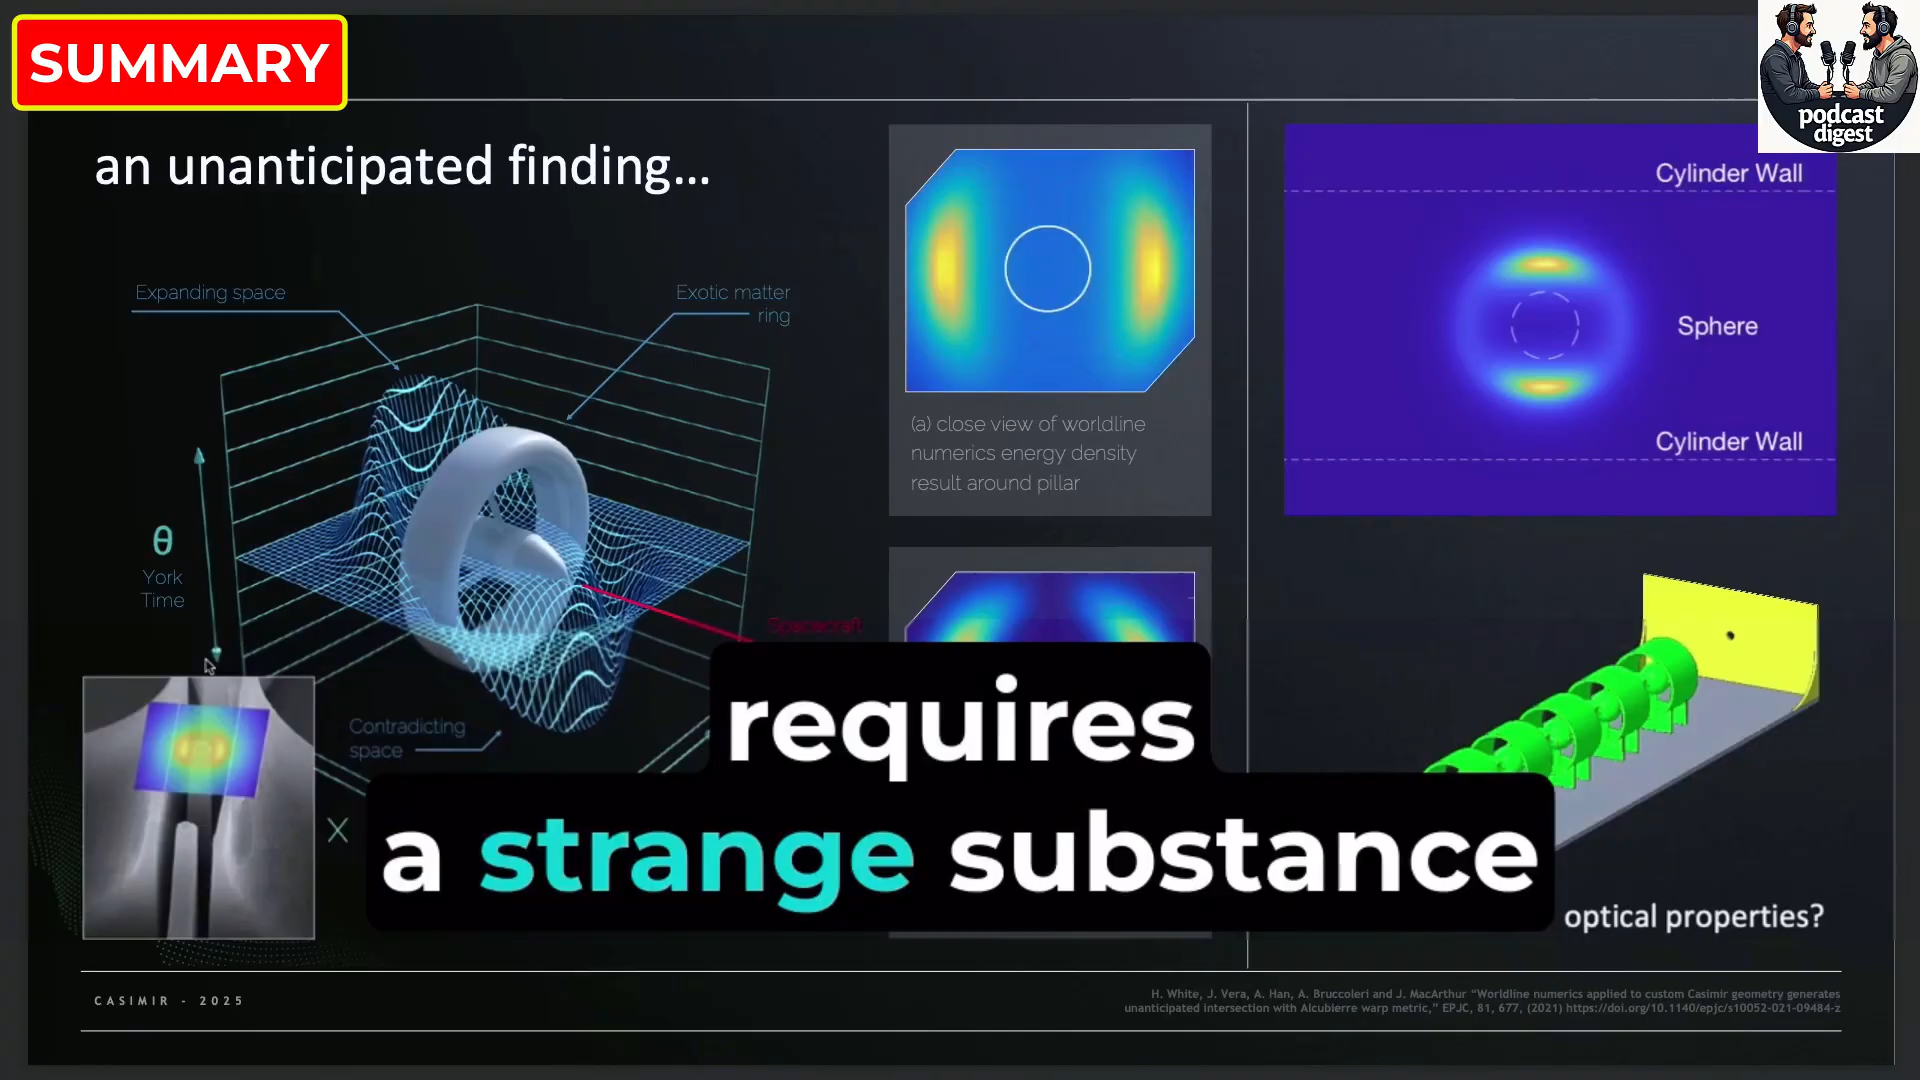 SUMMARY
podcast
digest
an unanticipated finding...
Expanding space
Exotic matter
ring
θ
York
Time
Spacecraft
Contradicting
space
X
(a) close view of worldline
numerics energy density
result around pillar
Cylinder Wall
Sphere
Cylinder Wall
requires
a strange substance
optical properties?
CASIMIR - 2025
H. White, J. Vera, A. Han, A. Bruccoleri and J. MacArthur “Worldline numerics applied to custom Casimir geometry generates
unanticipated intersection with Alcubierre warp metric,” EPJC, 81, 677, (2021) https://doi.org/10.1140/epjc/s10052-021-09484-z